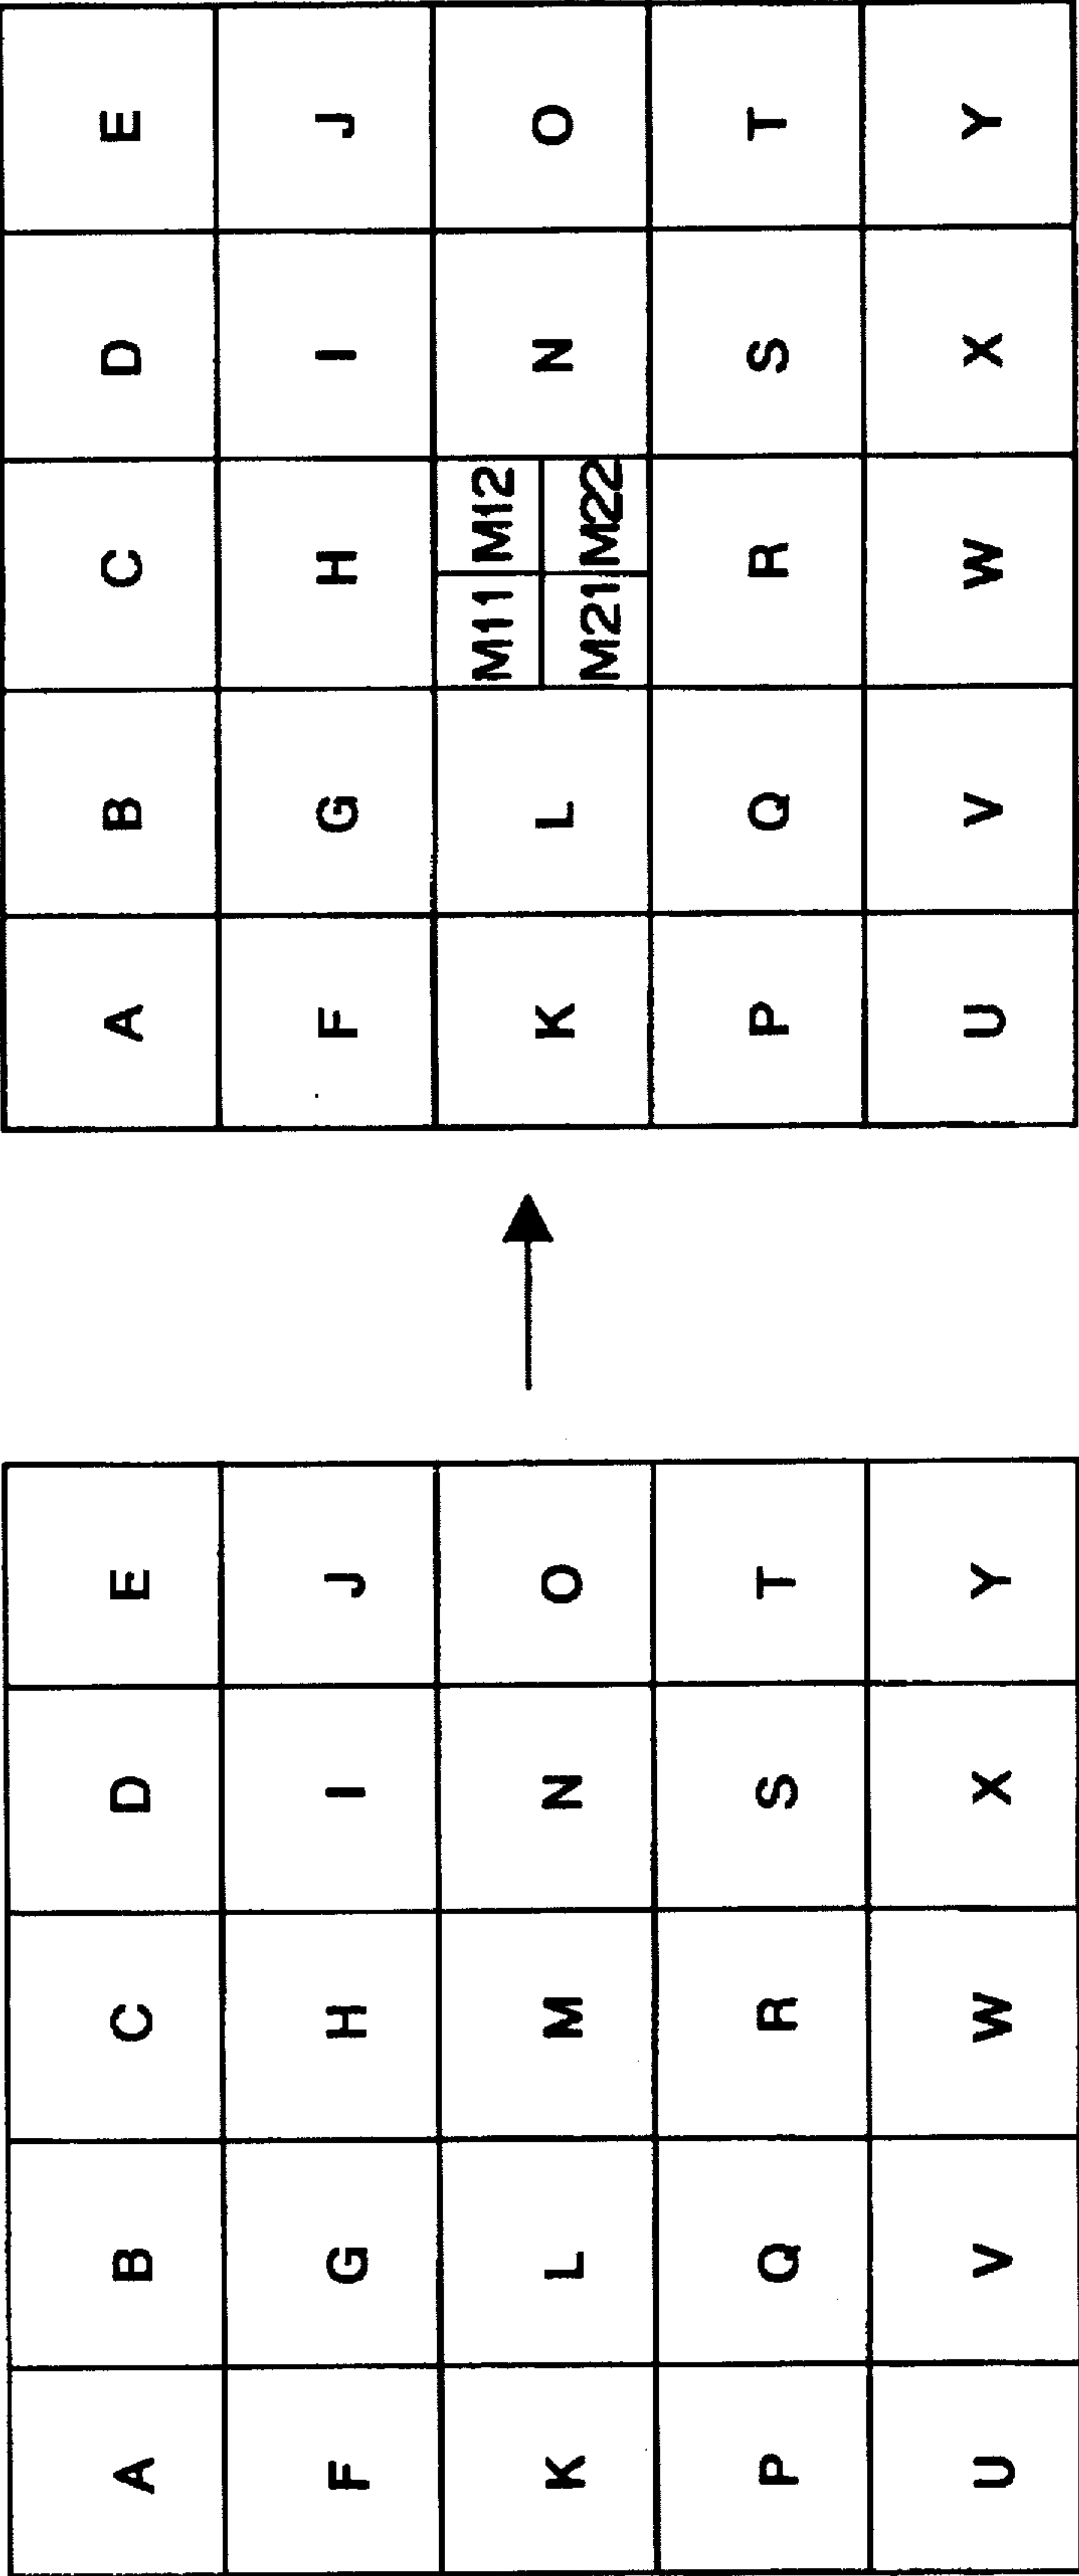 A B C D E
F G H I J
K L M N O
P Q R S T
U V W X Y
A B C D E
F G H I J
K L M11 M12 N O
M21 M22
P Q R S T
U V W X Y